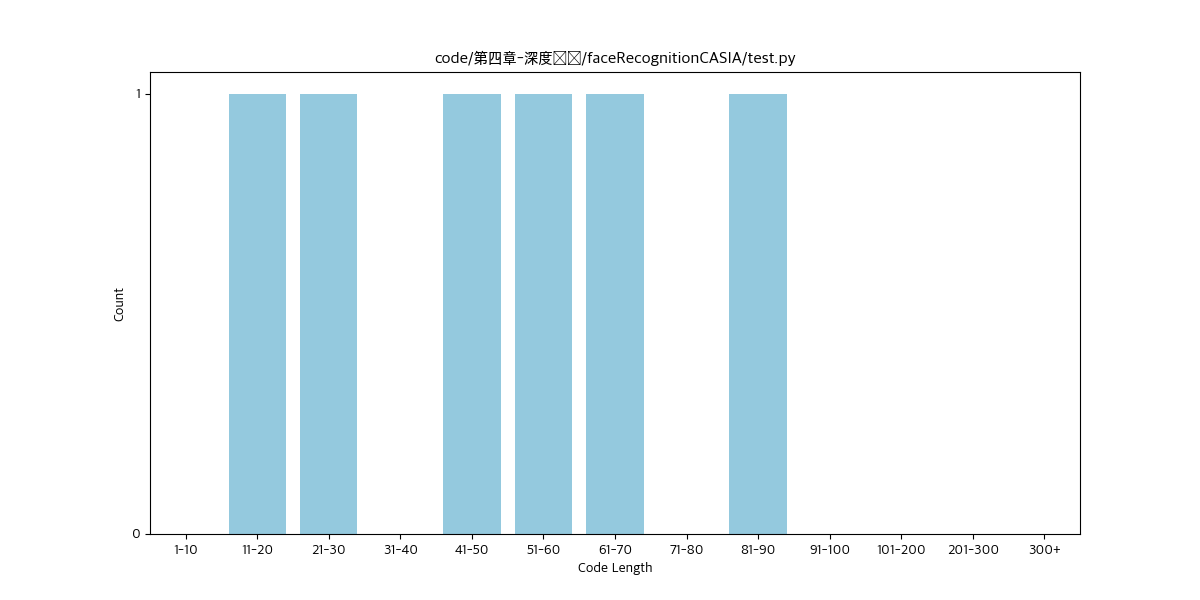 code/第四章-深度/faceRecognitionCASIA/test.py
1
Count
0
1-10 11-20 21-30 31-40 41-50 51-60 61-70 71-80 81-90 91-100 101-200 201-300 300+
Code Length